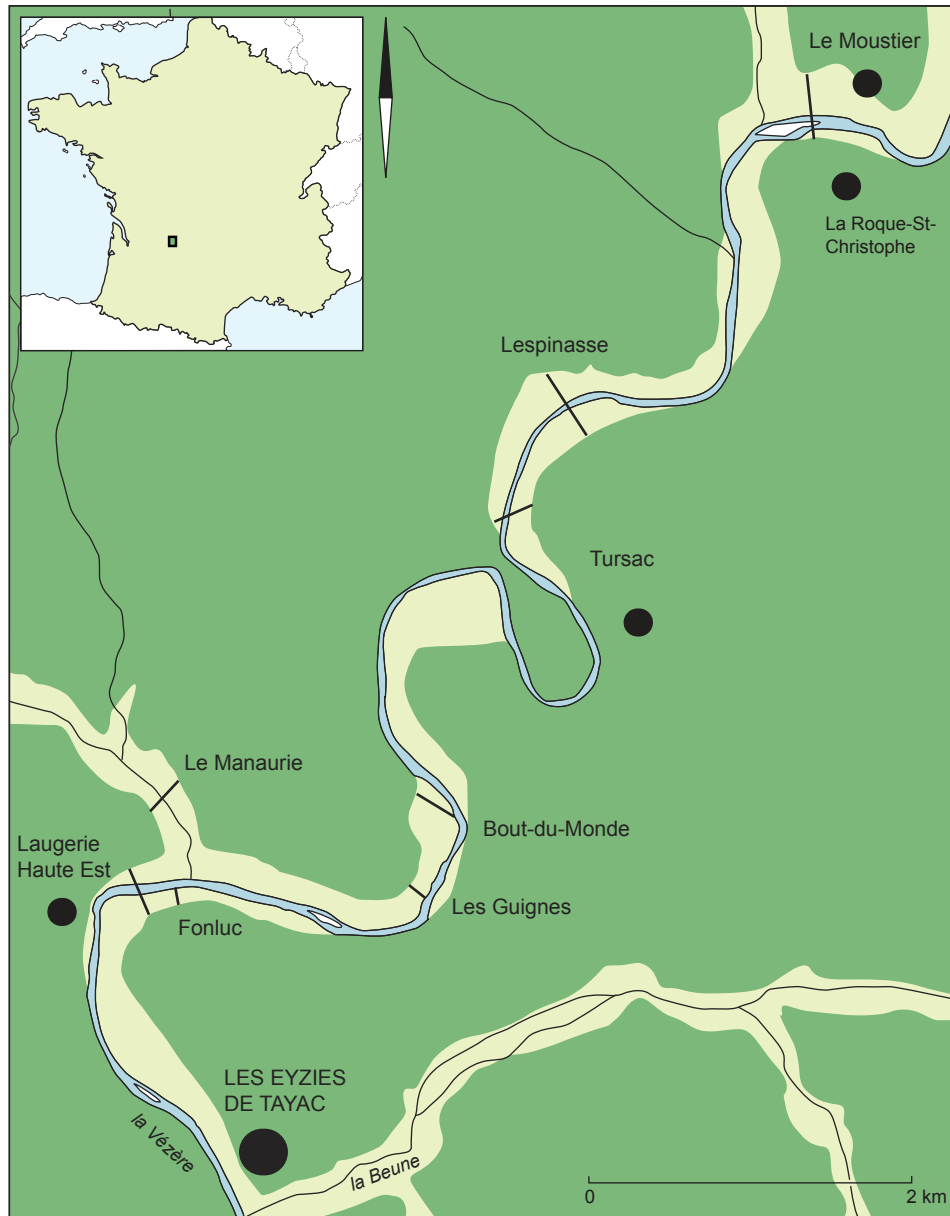 Le Moustier
La Roque-St-
Christophe
Lespinasse
Tursac
Le Manaurie
Bout-du-Monde
Laugerie
Haute Est
Les Guignes
Fonluc
LES EYZIES
DE TAYAC
la Vézère
la Beune
0 2 km